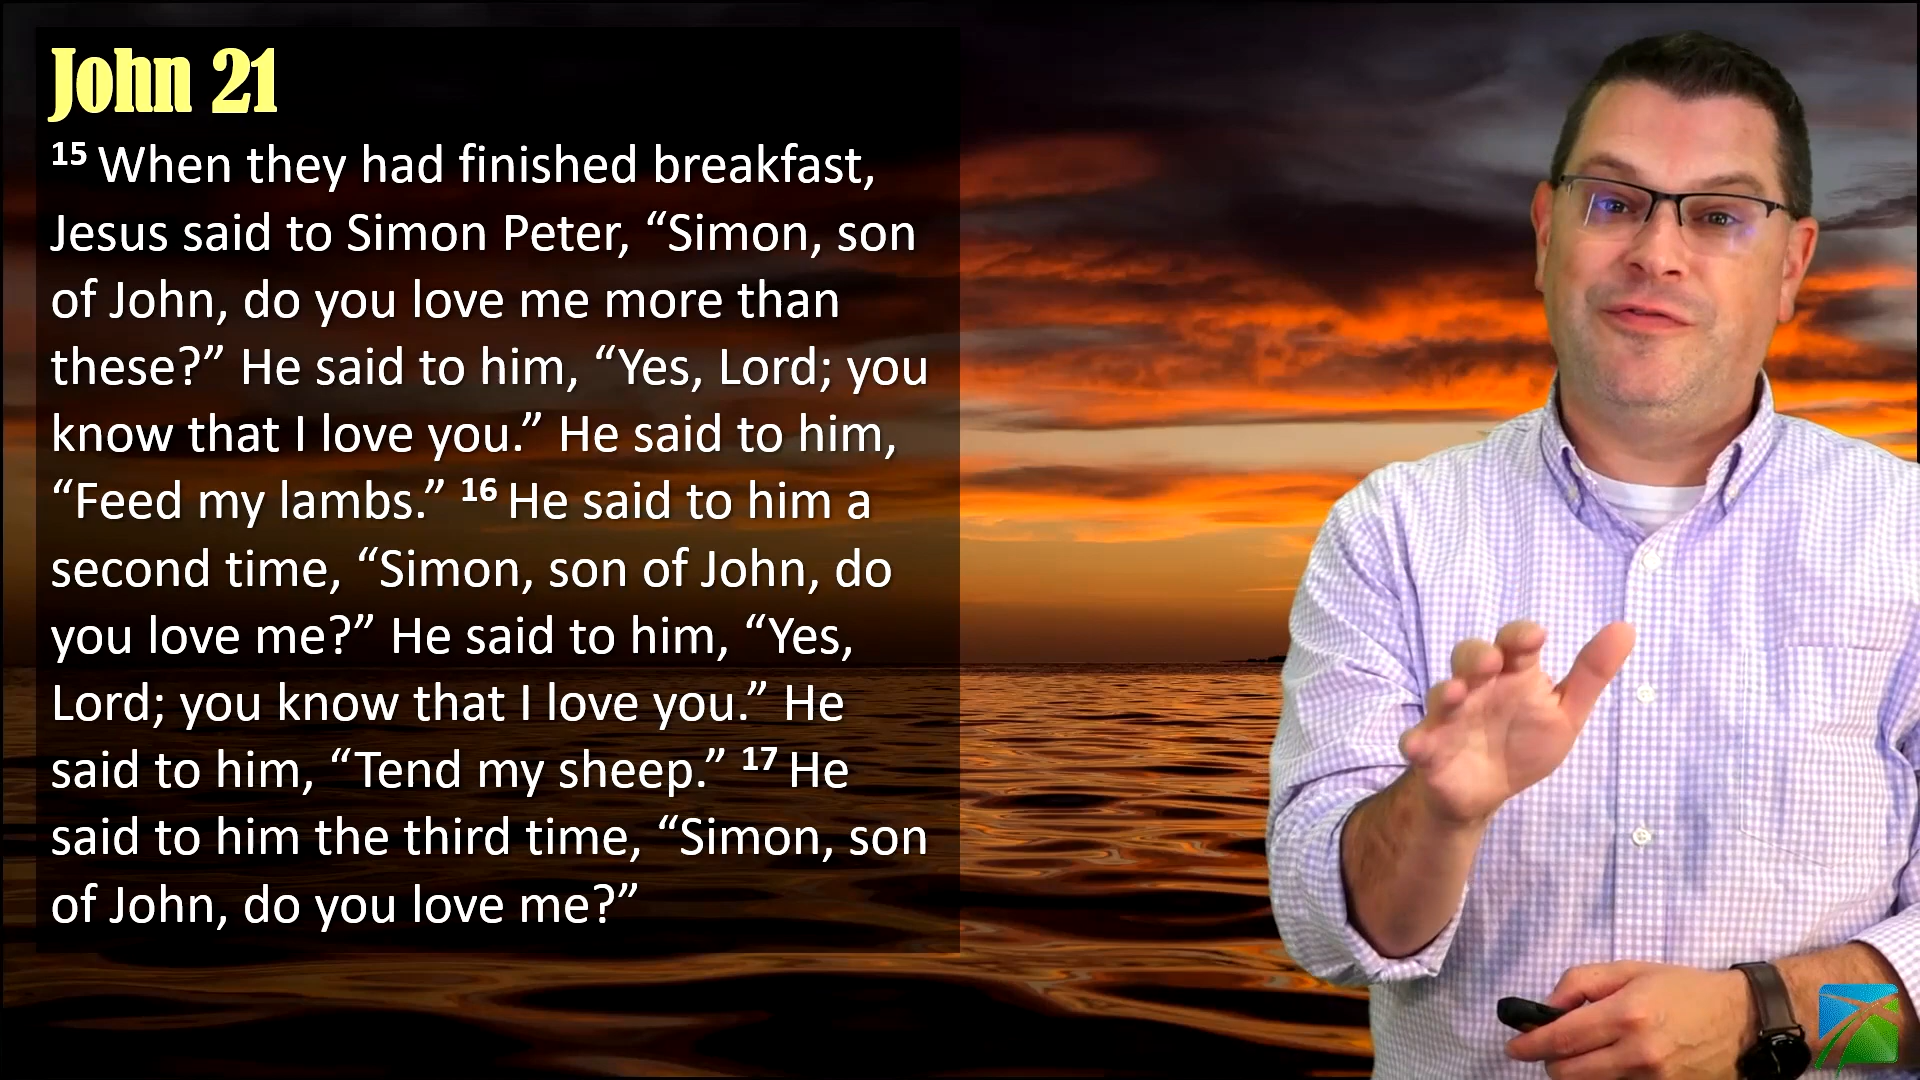 John 21
15 When they had finished breakfast,
Jesus said to Simon Peter, “Simon, son
of John, do you love me more than
these?” He said to him, “Yes, Lord; you
know that I love you.” He said to him,
“Feed my lambs.” 16 He said to him a
second time, “Simon, son of John, do
you love me?” He said to him, “Yes,
Lord; you know that I love you.” He
said to him, “Tend my sheep.” 17 He
said to him the third time, “Simon, son
of John, do you love me?”